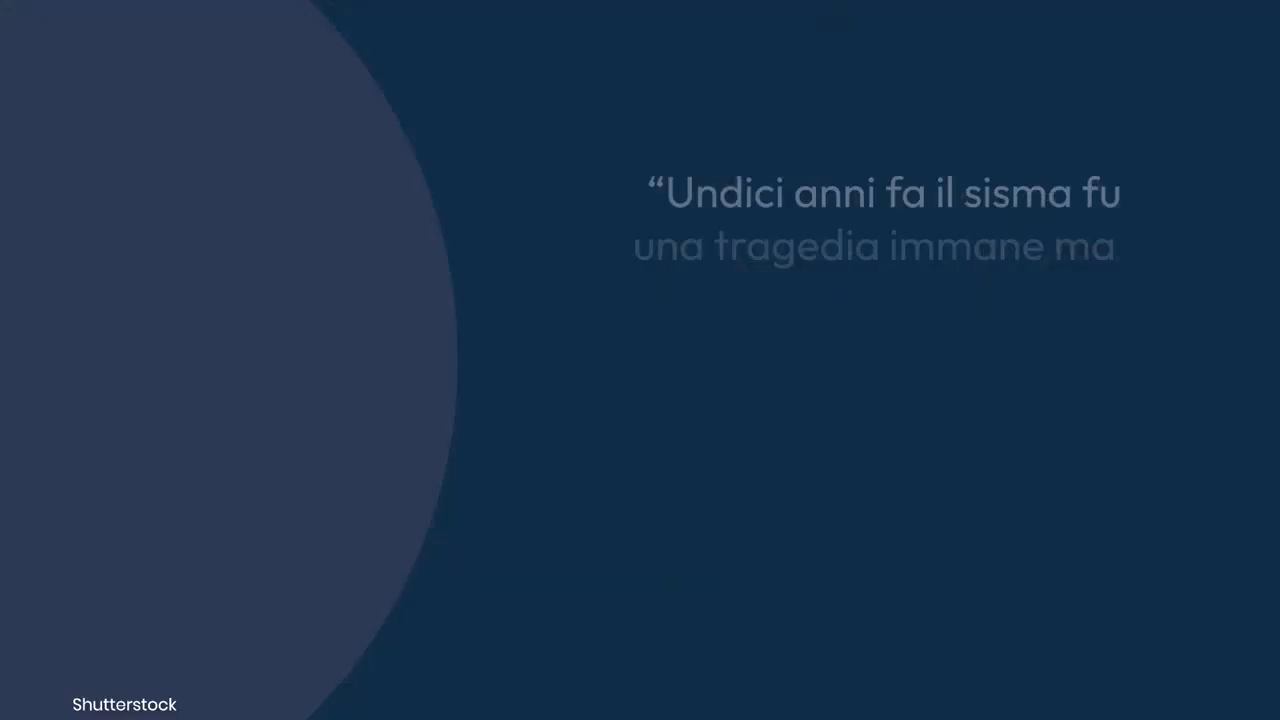 “Undici anni fa il sisma fu
una tragedia immane ma
Shutterstock